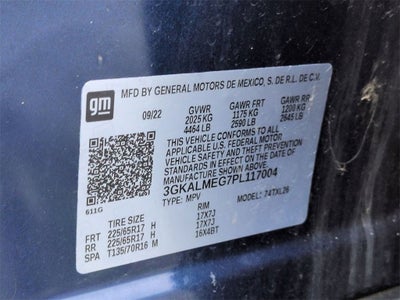 gm
MFD BY GENERAL MOTORS DE MEXICO, S. DE R.L. DE C.V.
09/22 GVWR GAWR FRT GAWR RR
2025 KG 1175 KG 1200 KG
4464 LB 2590 LB 2645 LB
THIS VEHICLE CONFORMS TO ALL APPLICABLE
U.S. FEDERAL MOTOR VEHICLE SAFETY, BUMPER, AND THEFT PREVENTION STANDARDS
IN EFFECT ON THE DATE OF MANUFACTURE SHOWN ABOVE.
3GKALMEG7PL117004
611G TYPE: MPV MODEL: 74TXL26
TIRE SIZE RIM
FRT 225/65R17 H 17X7J
RR 225/65R17 H 17X7J
SPA T135/70R16 M 16X4BT